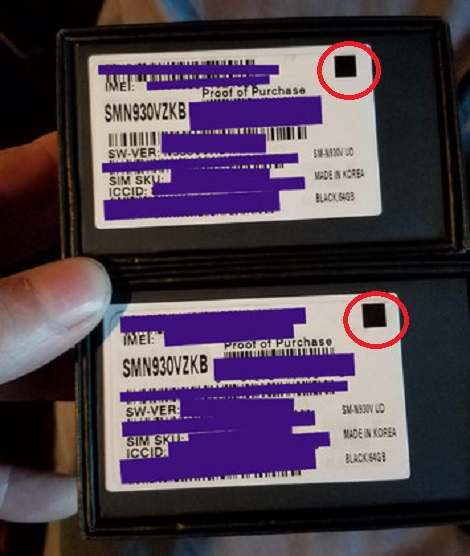 IMEI:
Proof of Purchase
SMN930VZKB
SW-VER:
SIM SKU:
ICCID:
SM-N930V UD
MADE IN KOREA
BLACK,64GB
IMEI:
Proof of Purchase
SMN930VZKB
SW-VER:
SIM SKU:
ICCID:
SM-N930V UD
MADE IN KOREA
BLACK,64GB